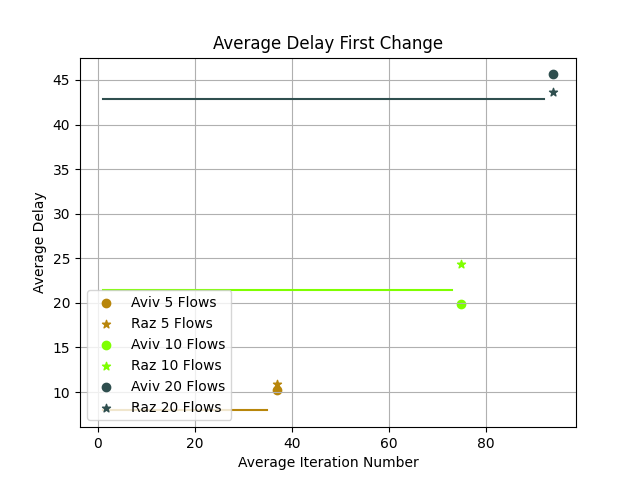 Average Delay First Change
Average Delay
45
40
35
30
25
20
15
10
Aviv 5 Flows
Raz 5 Flows
Aviv 10 Flows
Raz 10 Flows
Aviv 20 Flows
Raz 20 Flows
0 20 40 60 80
Average Iteration Number